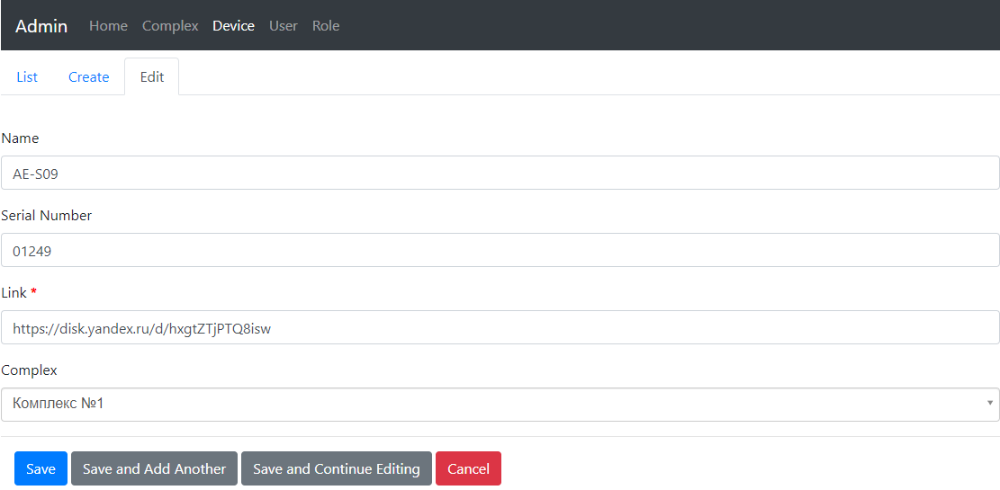 Admin Home Complex Device User Role
List Create Edit
Name
AE-S09
Serial Number
01249
Link *
https://disk.yandex.ru/d/hxgtZTjPTQ8isw
Complex
Комплекс №1
Save Save and Add Another Save and Continue Editing Cancel